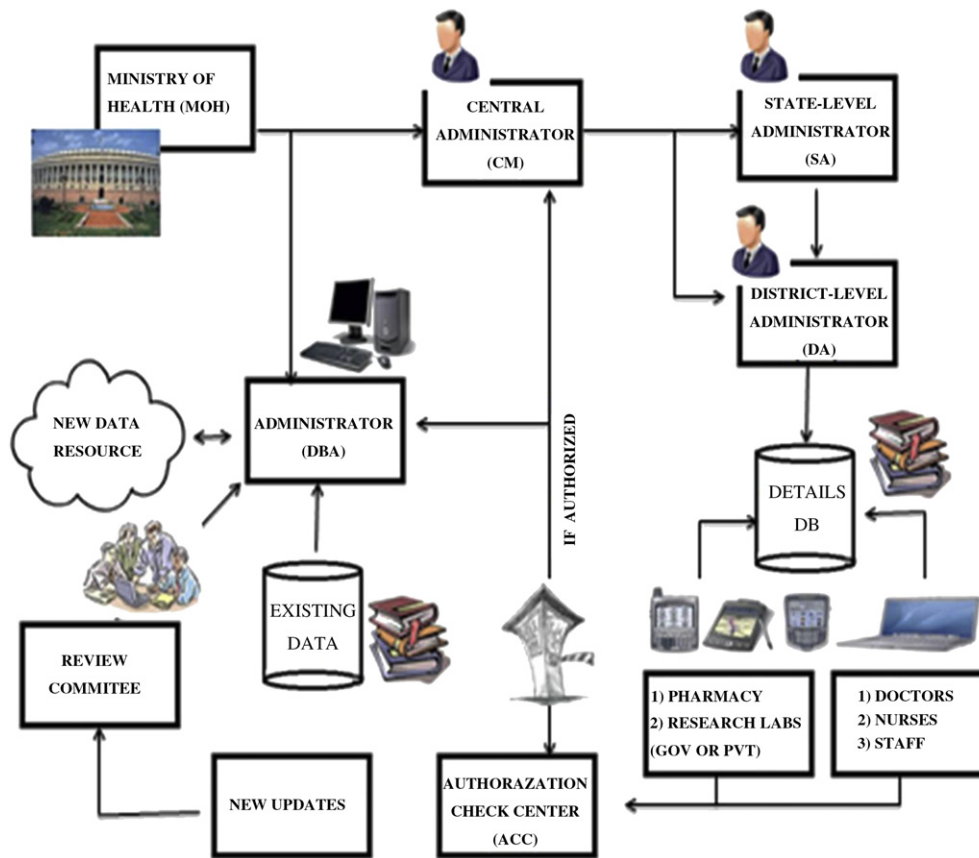 MINISTRY OF
HEALTH (MOH)
CENTRAL
ADMINISTRATOR
(CM)
STATE-LEVEL
ADMINISTRATOR
(SA)
DISTRICT-LEVEL
ADMINISTRATOR
(DA)
NEW DATA
RESOURCE
ADMINISTRATOR
(DBA)
IF AUTHORIZED
DETAILS
DB
EXISTING
DATA
REVIEW
COMMITEE
1) PHARMACY
2) RESEARCH LABS
(GOV OR PVT)
1) DOCTORS
2) NURSES
3) STAFF
NEW UPDATES
AUTHORAZATION
CHECK CENTER
(ACC)